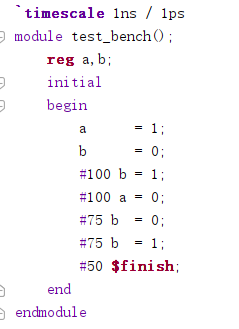 `timescale 1ns / 1ps
module test_bench();
reg a,b;
initial
begin
a = 1;
b = 0;
#100 b = 1;
#100 a = 0;
#75 b = 0;
#75 b = 1;
#50 $finish;
end
endmodule